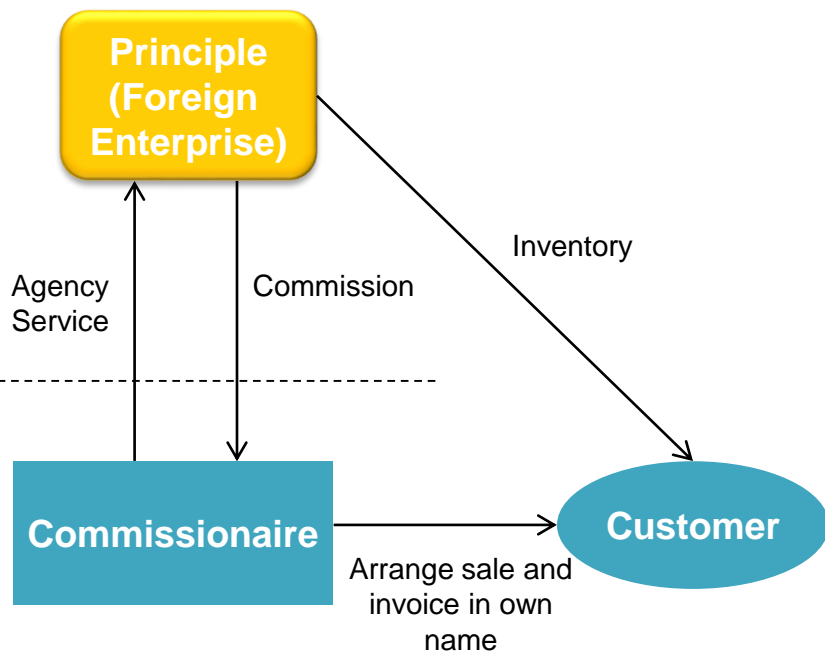 Principle
(Foreign
Enterprise)
Inventory
Agency
Service
Commission
Commissionaire
Customer
Arrange sale and
invoice in own
name